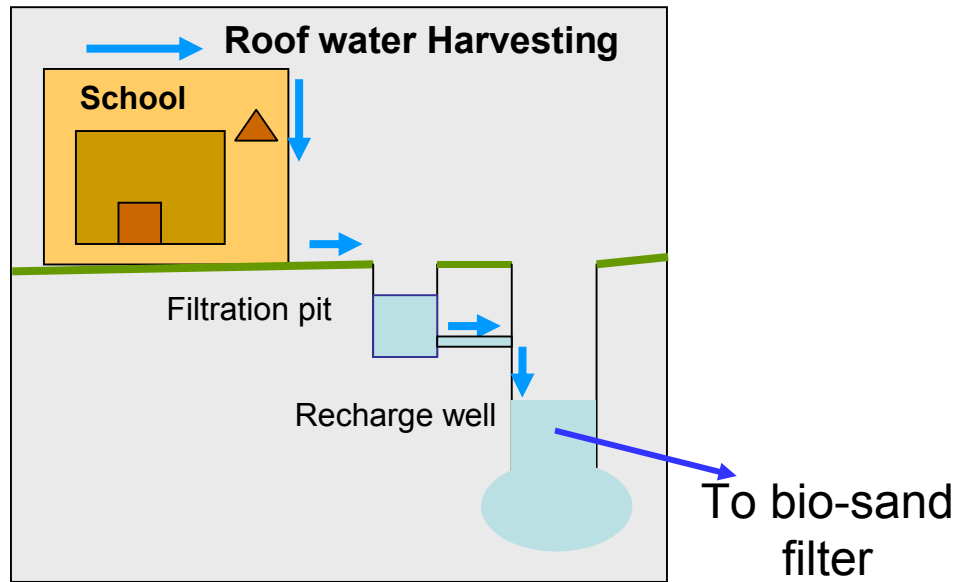 Roof water Harvesting
School
Filtration pit
Recharge well
To bio-sand
filter